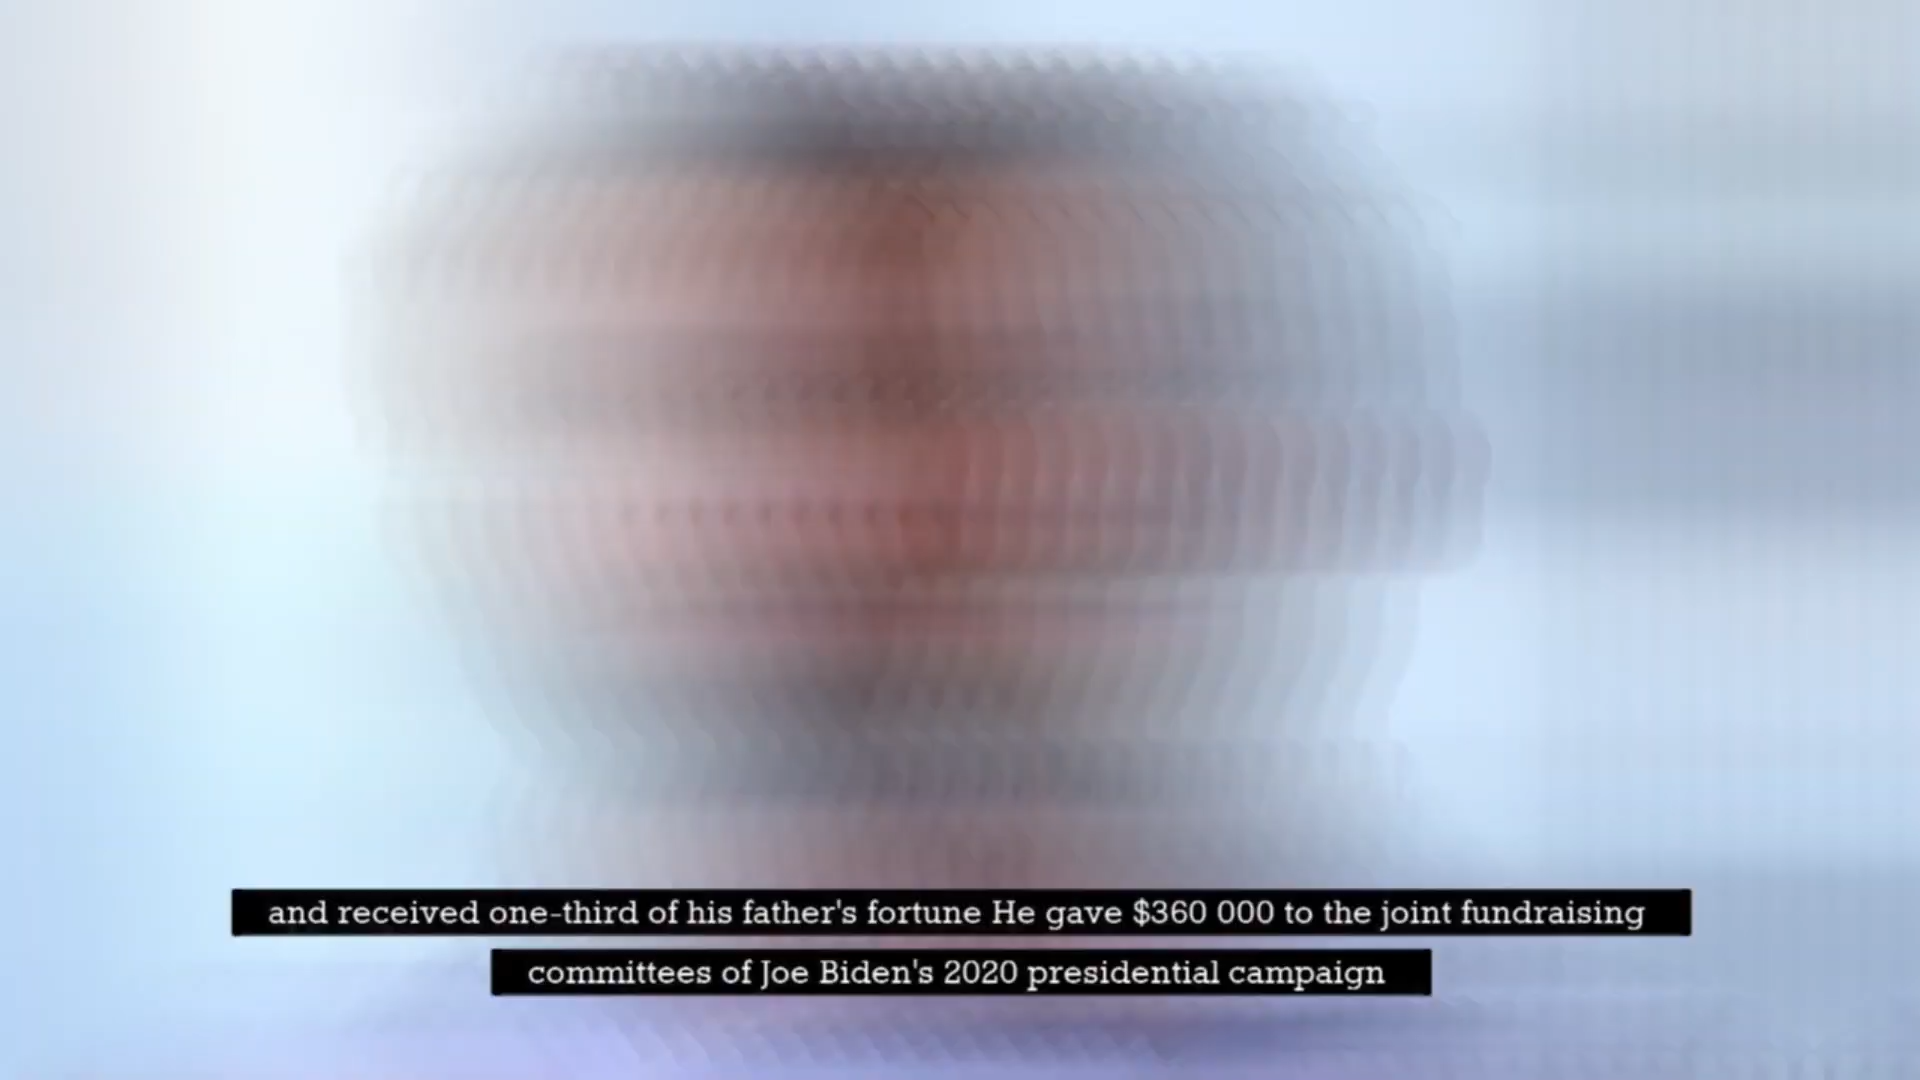 and received one-third of his father's fortune He gave $360 000 to the joint fundraising
committees of Joe Biden's 2020 presidential campaign